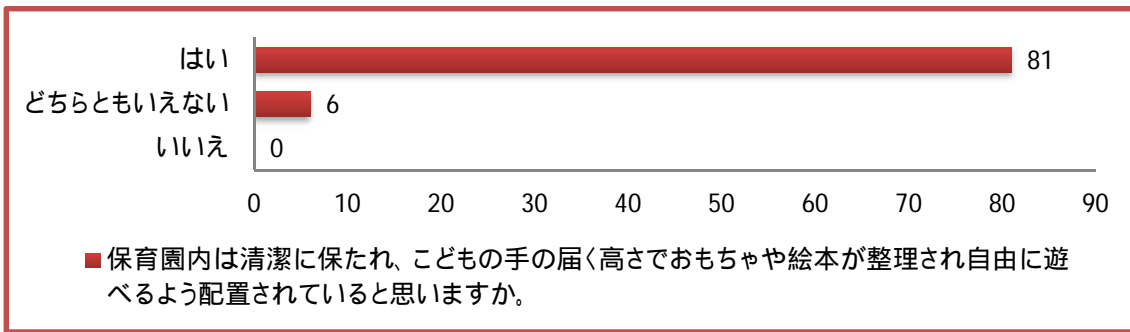 はい 81
どちらともいえない 6
いいえ 0
0 10 20 30 40 50 60 70 80 90
保育園内は清潔に保たれ、こどもの手の届く高さでおもちゃや絵本が整理され自由に遊
べるよう配置されていると思いますか。